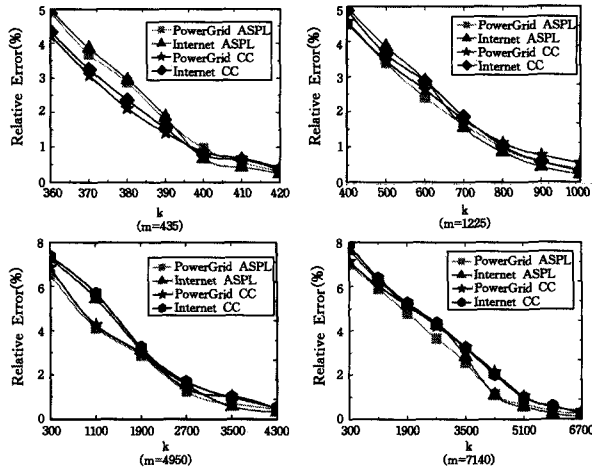 Relative Error(%)
5
4
3
2
1
0
PowerGrid ASPL
Internet ASPL
PowerGrid CC
Internet CC
360 370 380 390 400 410 420
k
(m=435)
Relative Error(%)
5
4
3
2
1
0
PowerGrid ASPL
Internet ASPL
PowerGrid CC
Internet CC
400 500 600 700 800 900 1000
k
(m=1225)
Relative Error(%)
8
6
4
2
0
PowerGrid ASPL
Internet ASPL
PowerGrid CC
Internet CC
300 1100 1900 2700 3500 4300
k
(m=4950)
Relative Error(%)
8
6
4
2
0
PowerGrid ASPL
Internet ASPL
PowerGrid CC
Internet CC
300 1900 3500 5100 6700
k
(m=7140)